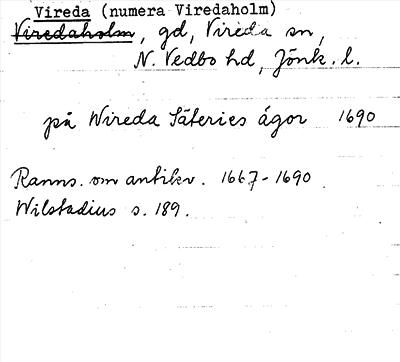 Vireda (numera Viredaholm)
Viredaholm, gd, Vireda sn,
N. Vedbo hd, Jönk. l.
på Wireda Säteries ägor 1690
Ranns. om antikv. 1667-1690
Wilstadius s. 189.